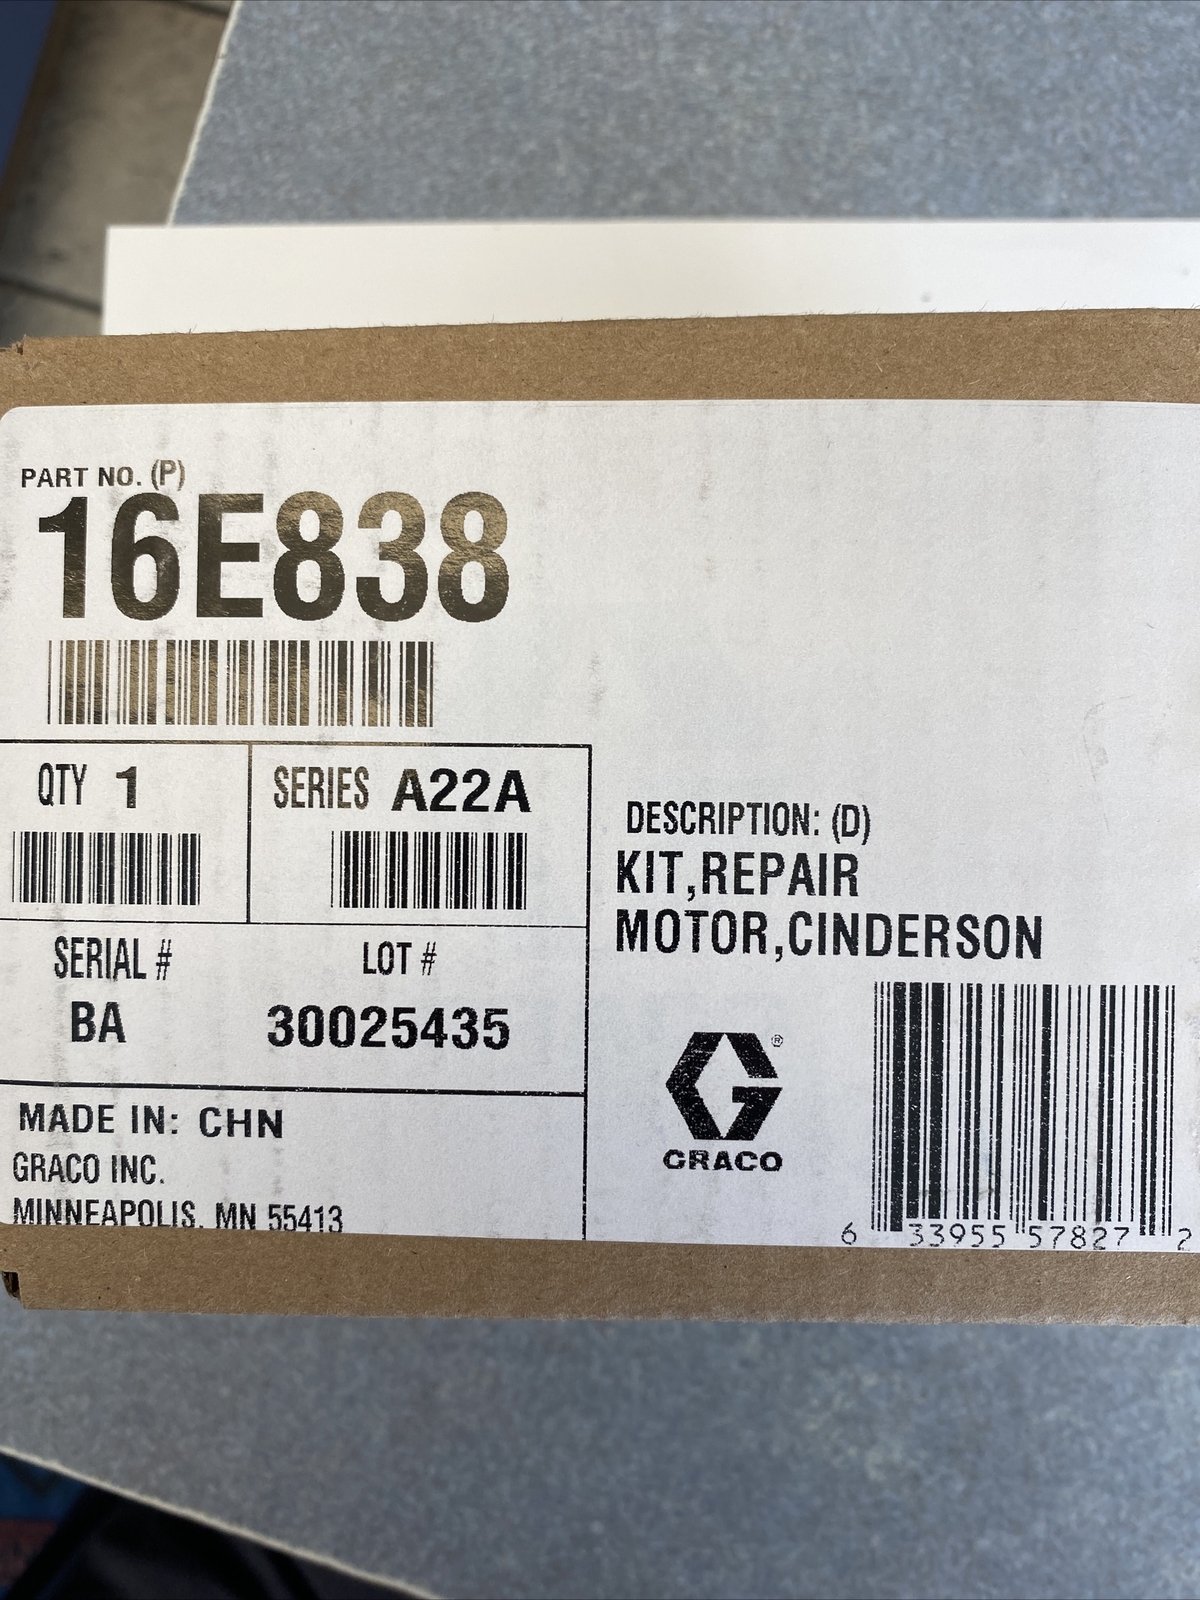 PART NO. (P)
16E838
QTY 1
SERIES A22A
SERIAL #
BA
LOT #
30025435
MADE IN: CHN
GRACO INC.
MINNEAPOLIS, MN 55413
DESCRIPTION: (D)
KIT,REPAIR
MOTOR,CINDERSON
G®
GRACO
6 33955 57827 2